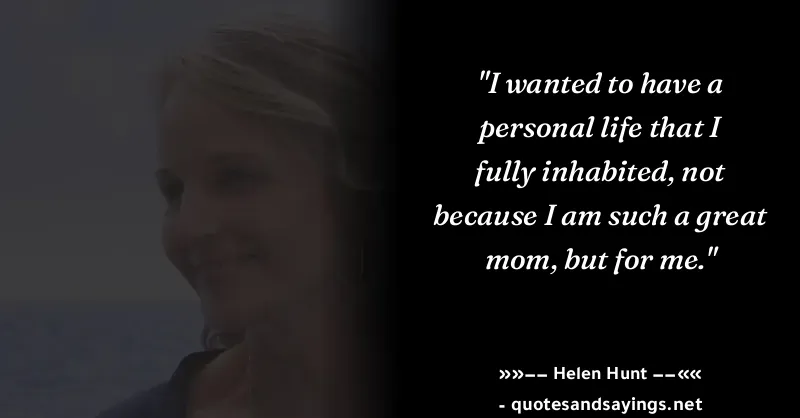 "I wanted to have a
personal life that I
fully inhabited, not
because I am such a great
mom, but for me."
»»−− Helen Hunt −−««
- quotesandsayings.net